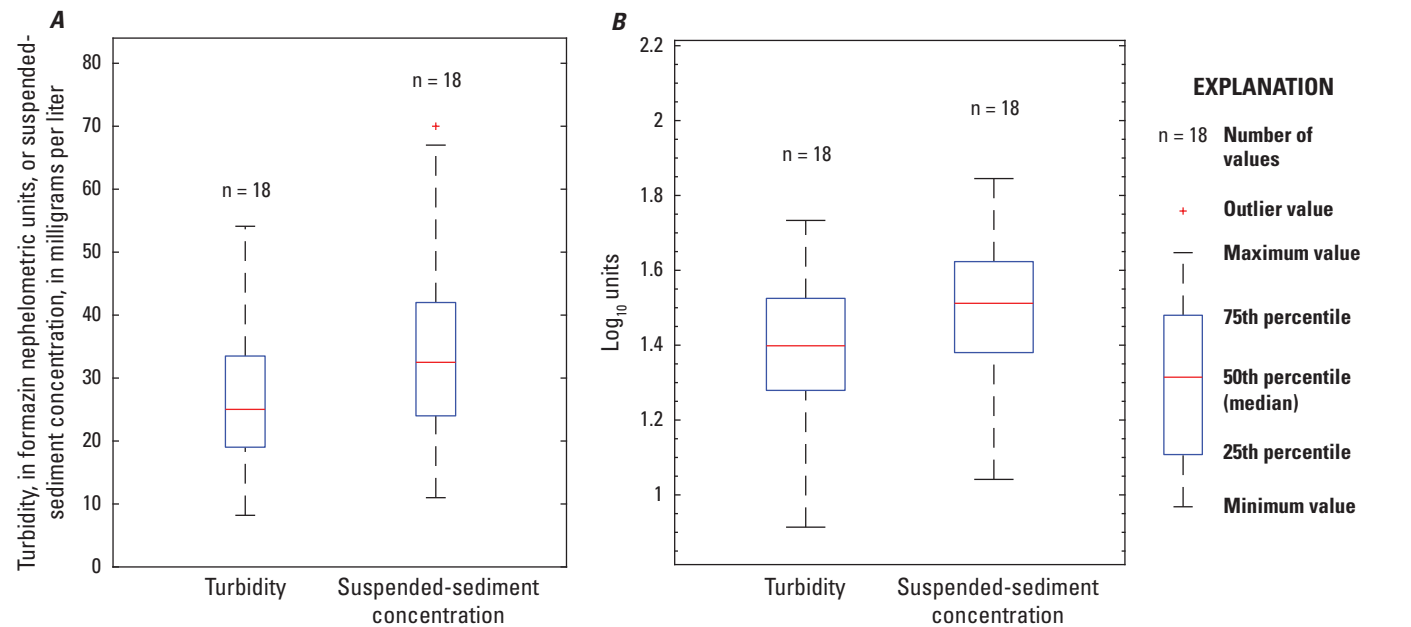 A
Turbidity, in formazin nephelometric units, or suspended-
sediment concentration, in milligrams per liter
80
70
60
50
40
30
20
10
0
n = 18
n = 18
Turbidity
Suspended-sediment
concentration
B
Log10 units
2.2
2
1.8
1.6
1.4
1.2
1
n = 18
n = 18
Turbidity
Suspended-sediment
concentration
EXPLANATION
n = 18 Number of
values
Outlier value
Maximum value
75th percentile
50th percentile
(median)
25th percentile
Minimum value